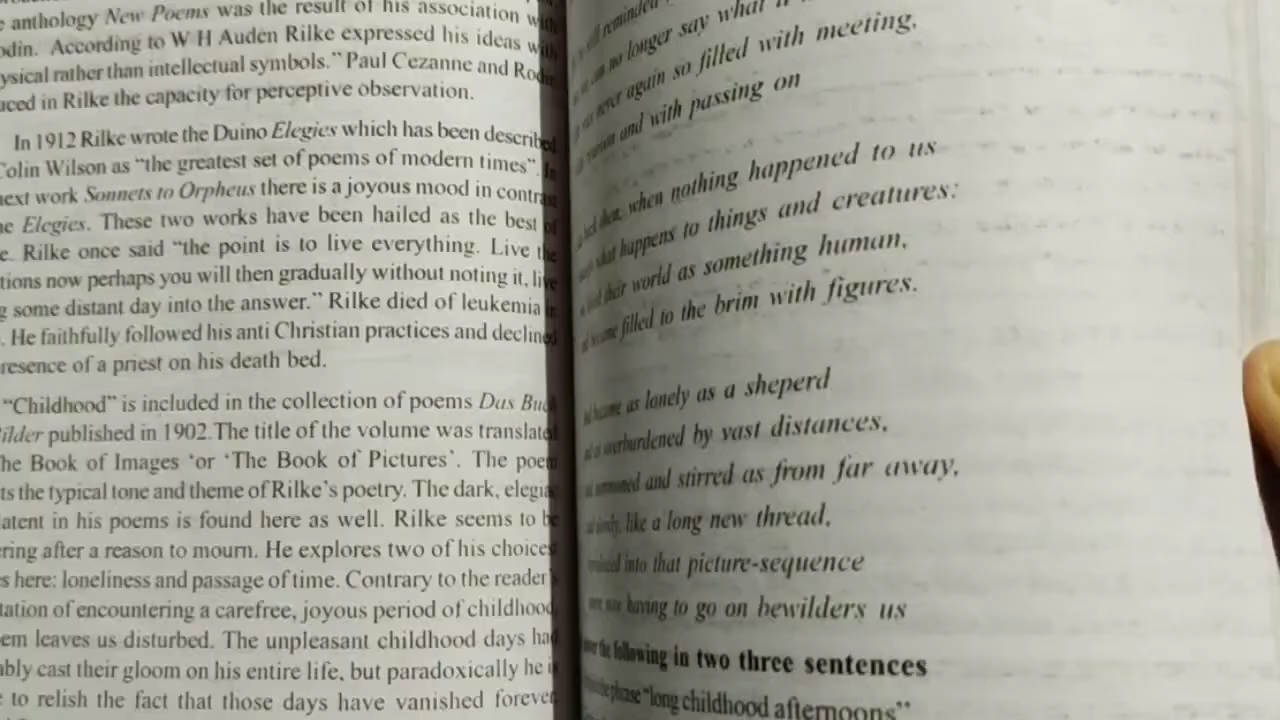 anthology New Poems was the result of his association with
odin. According to W H Auden Rilke expressed his ideas with
ysical rather than intellectual symbols.” Paul Cezanne and Rodin
uced in Rilke the capacity for perceptive observation.
In 1912 Rilke wrote the Duino Elegies which has been described
Colin Wilson as “the greatest set of poems of modern times”. In
next work Sonnets to Orpheus there is a joyous mood in contras
he Elegies. These two works have been hailed as the best of
e. Rilke once said “the point is to live everything. Live the
tions now perhaps you will then gradually without noting it, live
g some distant day into the answer.” Rilke died of leukemia in
. He faithfully followed his anti Christian practices and declined
resence of a priest on his death bed.
“Childhood” is included in the collection of poems Das Buch
ilder published in 1902.The title of the volume was translated
he Book of Images ‘or ‘The Book of Pictures’. The poem
ts the typical tone and theme of Rilke’s poetry. The dark, elegia
latent in his poems is found here as well. Rilke seems to be
ring after a reason to mourn. He explores two of his choices
s here: loneliness and passage of time. Contrary to the reader’
tation of encountering a carefree, joyous period of childhood,
em leaves us disturbed. The unpleasant childhood days had
ably cast their gloom on his entire life, but paradoxically he is
e to relish the fact that those days have vanished forever
still reminded
no longer say what
never again so filled with meeting,
and with passing on
when nothing happened to us
what happens to things and creatures:
their world as something human,
filled to the brim with figures.
as lonely as a sheperd
overburdened by vast distances,
and stirred as from far away,
like a long new thread,
into that picture-sequence
having to go on bewilders us
the following in two three sentences
the phrase “long childhood afternoons”